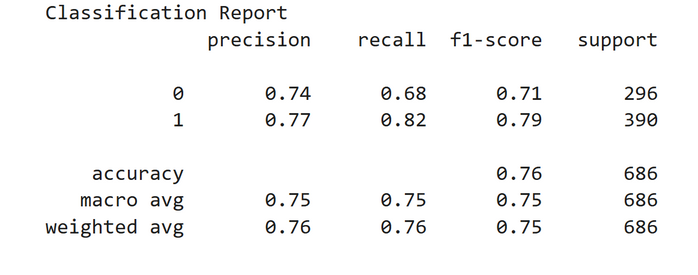 Classification Report
precision recall f1-score support
0 0.74 0.68 0.71 296
1 0.77 0.82 0.79 390
accuracy 0.76 686
macro avg 0.75 0.75 0.75 686
weighted avg 0.76 0.76 0.75 686